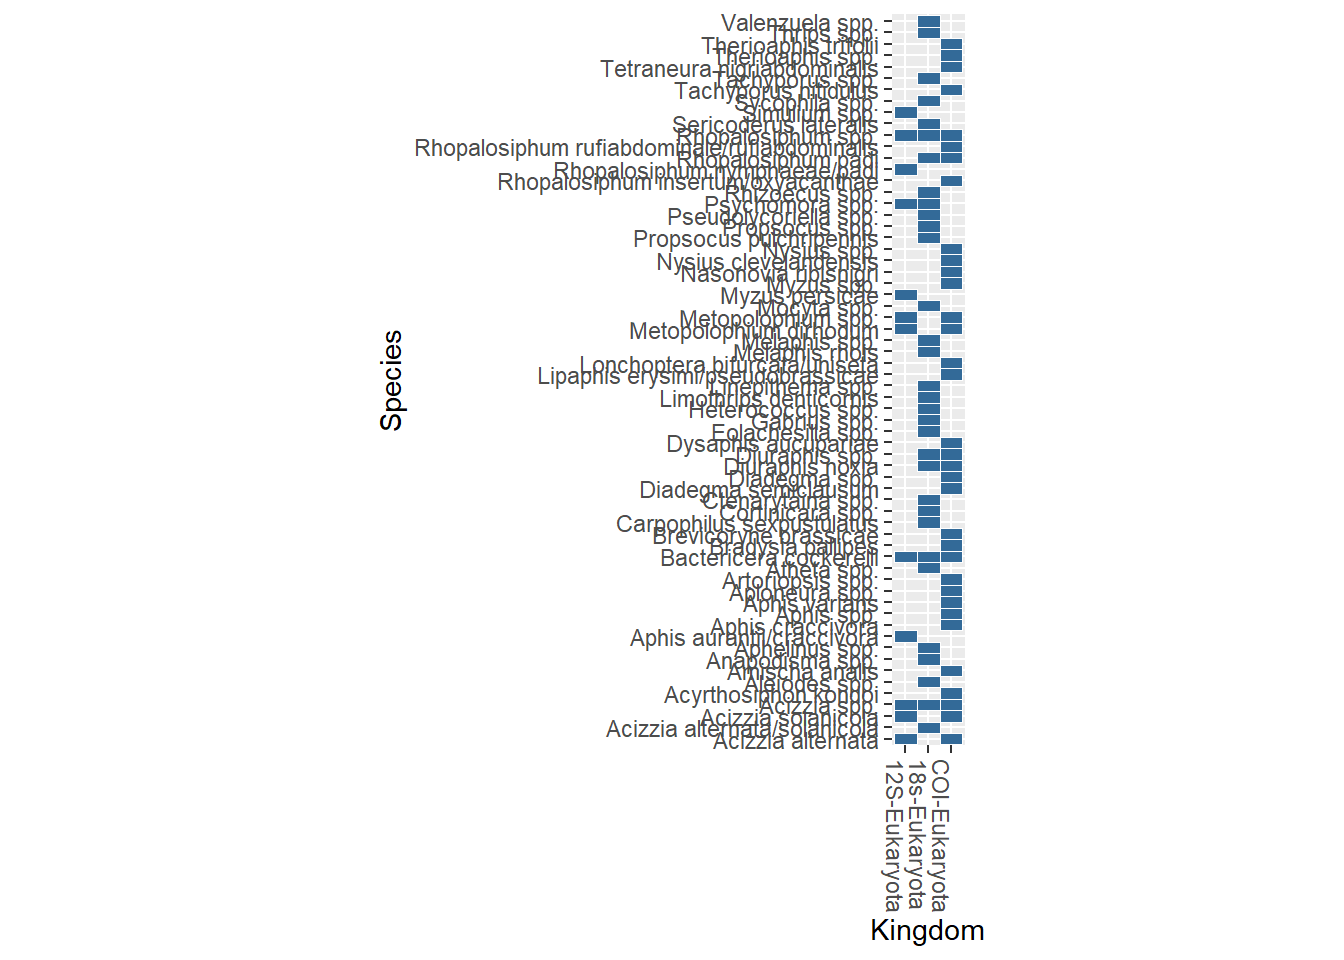 Valenzuela spp.
Thrips spp.
Therioaphis trifolii
Therioaphis spp.
Tetraneura nigriabdominalis
Tachyporus spp.
Tachyporus nitidulus
Sycophila spp.
Simulium spp.
Sericoderus lateralis
Rhopalosiphum spp.
Rhopalosiphum rufiabdominale/rufiabdominalis
Rhopalosiphum padi
Rhopalosiphum nymphaeae/padi
Rhopalosiphum insertum/oxyacanthae
Rhizoecus spp.
Psychomora spp.
Pseudolycoriella spp.
Propsocus spp.
Propsocus pulchripennis
Nysius spp.
Nysius clevelandensis
Nasonovia ribisnigri
Myzus spp.
Myzus persicae
Mocyta spp.
Metopolophium spp.
Metopolophium dirhodum
Melaphis spp.
Melaphis rhois
Lonchoptera bifurcata/uniseta
Lipaphis erysimi/pseudobrassicae
Linepithema spp.
Limothrips denticornis
Heterococcus spp.
Gabrius spp.
Eolachesilla spp.
Dysaphis aucupariae
Diuraphis spp.
Diuraphis noxia
Diadegma spp.
Diadegma semiclausum
Ctenarytaina spp.
Cortinicara spp.
Carpophilus sexpustulatus
Brevicoryne brassicae
Bradysia pallipes
Bactericera cockerelli
Atheta spp.
Artoriopsis spp.
Aploneura spp.
Aphis varians
Aphis spp.
Aphis craccivora
Aphis aurantii/craccivora
Aphelinus spp.
Anapodisma spp.
Amischa analis
Aleiodes spp.
Acyrthosiphon kondoi
Acizzia spp.
Acizzia solanicola
Acizzia alternata/solanicola
Acizzia alternata
Species
12S-Eukaryota
18s-Eukaryota
COI-Eukaryota
Kingdom